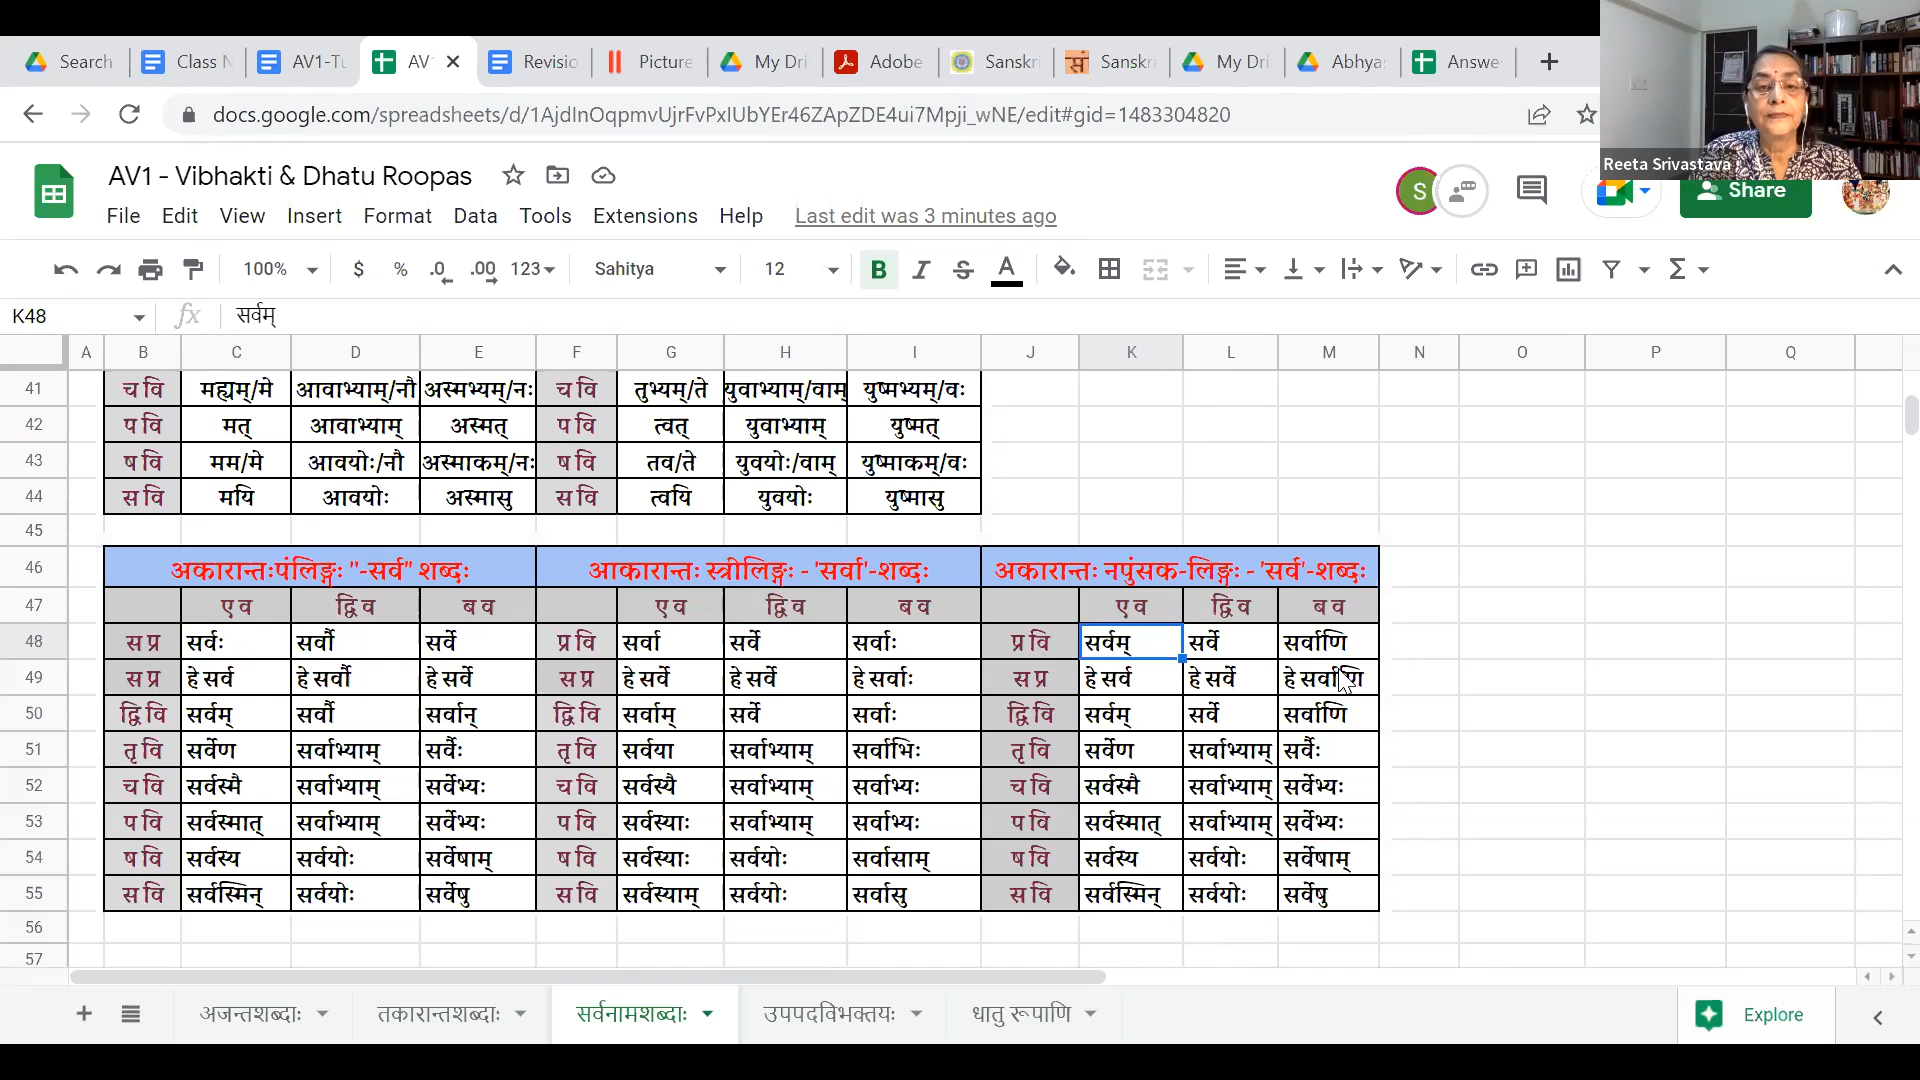 Search Class N AV1-Tu AV Revisio Picture My Dri Adobe Sanskri Sanskri My Dri Abhya Answe
docs.google.com/spreadsheets/d/1AjdInOqpmvUjrFvPxIUbYEr46ZApZDE4ui7Mpji_wNE/edit#gid=1483304820
Reeta Srivastava
AV1 - Vibhakti & Dhatu Roopas
S
Share
File Edit View Insert Format Data Tools Extensions Help Last edit was 3 minutes ago
100% $ % .0 .00 123 Sahitya 12 B I S A
K48 fx सर्वम्
A B C D E F G H I J K L M N O P Q
41 च वि मह्यम्/मे आवाभ्याम्/नौ अस्मभ्यम्/नः च वि तुभ्यम्/ते युवाभ्याम्/वाम् युष्मभ्यम्/वः
42 प वि मत् आवाभ्याम् अस्मत् प वि त्वत् युवाभ्याम् युष्मत्
43 ष वि मम/मे आवयोः/नौ अस्माकम्/नः ष वि तव/ते युवयोः/वाम् युष्माकम्/वः
44 स वि मयि आवयोः अस्मासु स वि त्वयि युवयोः युष्मासु
45
46 अकारान्तःपंलिङ्गः "-सर्व" शब्दः आकारान्तः स्त्रीलिङ्गः - 'सर्वा'-शब्दः अकारान्तः नपुंसक-लिङ्गः - 'सर्व'-शब्दः
47 ए व द्वि व ब व ए व द्वि व ब व ए व द्वि व ब व
48 स प्र सर्वः सर्वौ सर्वे प्र वि सर्वा सर्वे सर्वाः प्र वि सर्वम् सर्वे सर्वाणि
49 स प्र हे सर्व हे सर्वौ हे सर्वे स प्र हे सर्वे हे सर्वे हे सर्वाः स प्र हे सर्व हे सर्वे हे सर्वाणि
50 द्वि वि सर्वम् सर्वौ सर्वान् द्वि वि सर्वाम् सर्वे सर्वाः द्वि वि सर्वम् सर्वे सर्वाणि
51 तृ वि सर्वेण सर्वाभ्याम् सर्वैः तृ वि सर्वया सर्वाभ्याम् सर्वाभिः तृ वि सर्वेण सर्वाभ्याम् सर्वैः
52 च वि सर्वस्मै सर्वाभ्याम् सर्वेभ्यः च वि सर्वस्यै सर्वाभ्याम् सर्वाभ्यः च वि सर्वस्मै सर्वाभ्याम् सर्वेभ्यः
53 प वि सर्वस्मात् सर्वाभ्याम् सर्वेभ्यः प वि सर्वस्याः सर्वाभ्याम् सर्वाभ्यः प वि सर्वस्मात् सर्वाभ्याम् सर्वेभ्यः
54 ष वि सर्वस्य सर्वयोः सर्वेषाम् ष वि सर्वस्याः सर्वयोः सर्वासाम् ष वि सर्वस्य सर्वयोः सर्वेषाम्
55 स वि सर्वस्मिन् सर्वयोः सर्वेषु स वि सर्वस्याम् सर्वयोः सर्वासु स वि सर्वस्मिन् सर्वयोः सर्वेषु
56
57
अजन्तशब्दाः तकारान्तशब्दाः सर्वनामशब्दाः उपपदविभक्तयः धातु रूपाणि Explore